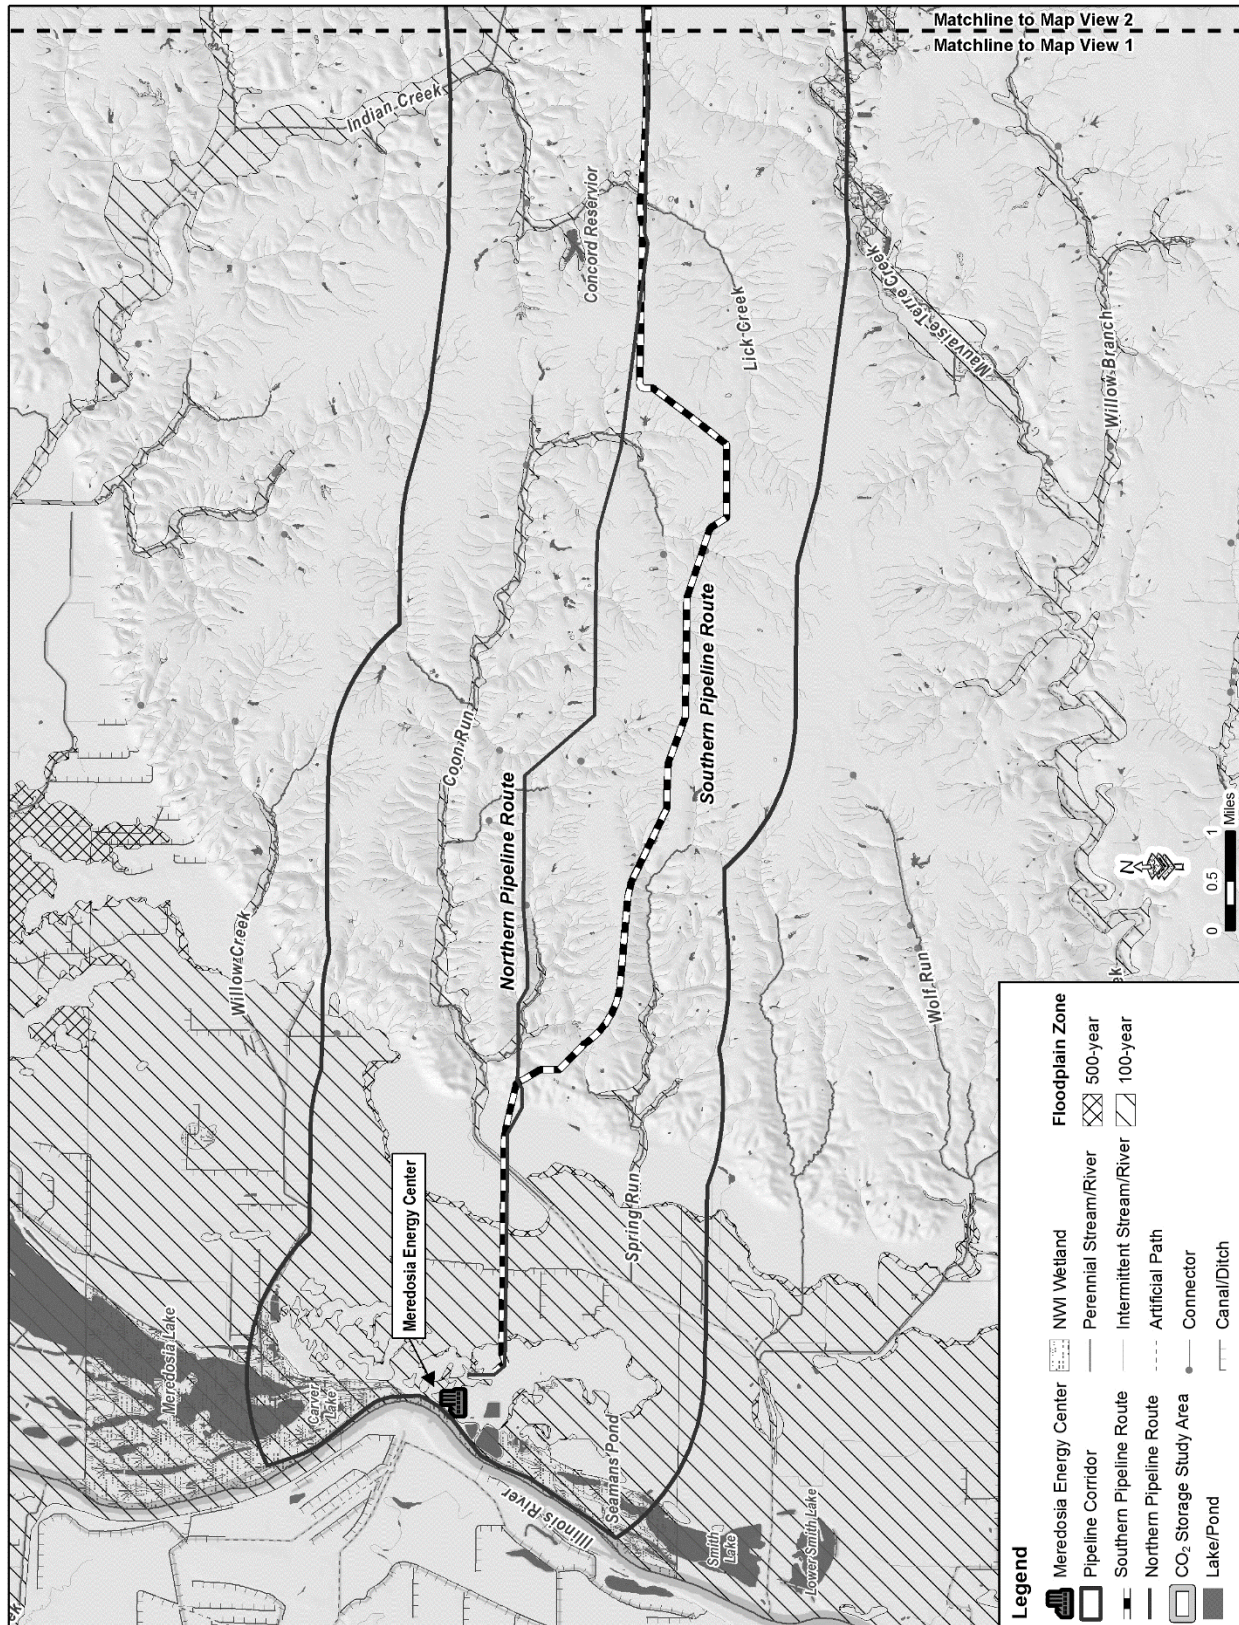 Matchline to Map View 2
Matchline to Map View 1
Indian Creek
Concord Reservior
Lick Creek
Mauvaise Terre Creek
Willow Branch
Coon Run
Northern Pipeline Route
Southern Pipeline Route
Willow Creek
Wolf Run
Spring Run
Meredosia Energy Center
Meredosia Lake
Carver
Lake
Seamans Pond
Illinois River
Smith
Lake
Lower Smith Lake
ek
ek
N
0 0.5 1
Miles
Legend
Meredosia Energy Center
Pipeline Corridor
Southern Pipeline Route
Northern Pipeline Route
CO2 Storage Study Area
Lake/Pond
NWI Wetland
Perennial Stream/River
Intermittent Stream/River
Artificial Path
Connector
Canal/Ditch
Floodplain Zone
500-year
100-year